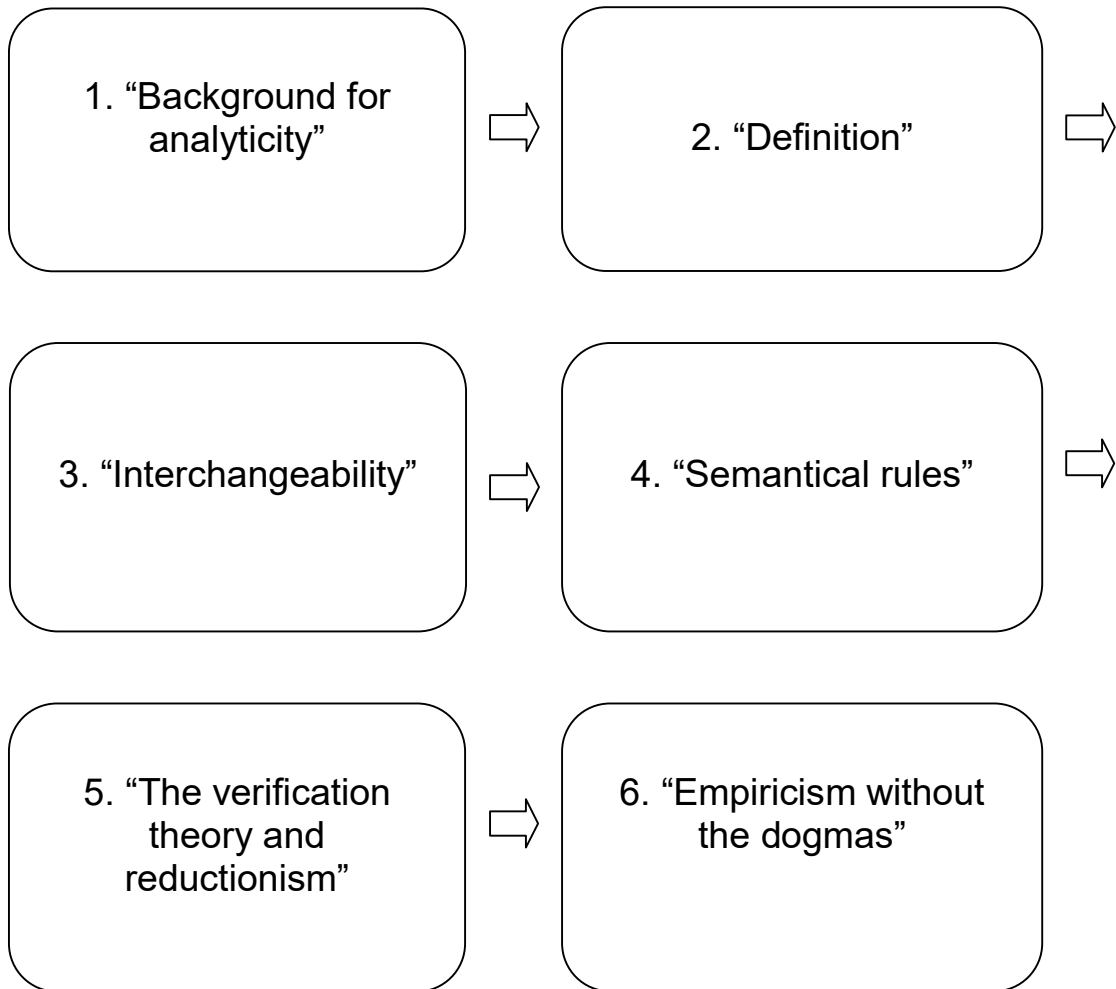 1. “Background for
analyticity”
2. “Definition”
3. “Interchangeability”
4. “Semantical rules”
5. “The verification
theory and
reductionism”
6. “Empiricism without
the dogmas”